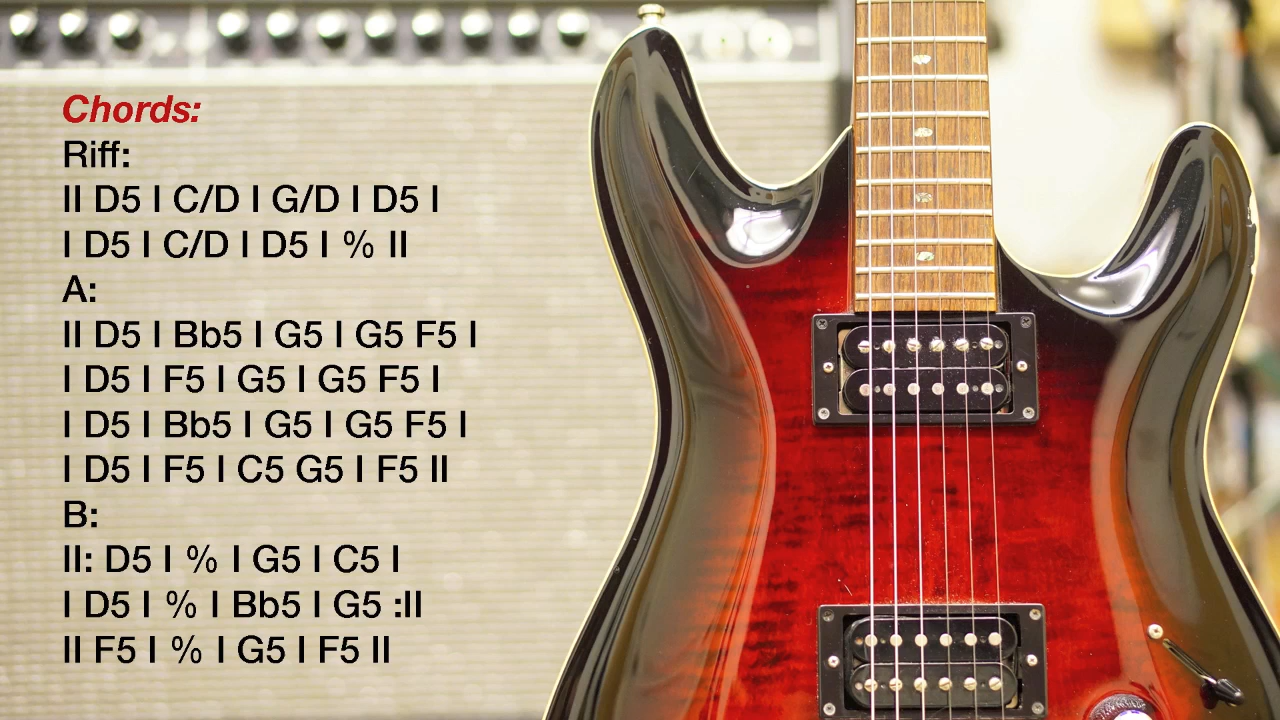 Chords:
Riff:
II D5 I C/D I G/D I D5 I
I D5 I C/D I D5 I % II
A:
II D5 I Bb5 I G5 I G5 F5 I
I D5 I F5 I G5 I G5 F5 I
I D5 I Bb5 I G5 I G5 F5 I
I D5 I F5 I C5 G5 I F5 II
B:
II: D5 I % I G5 I C5 I
I D5 I % I Bb5 I G5 :II
II F5 I % I G5 I F5 II